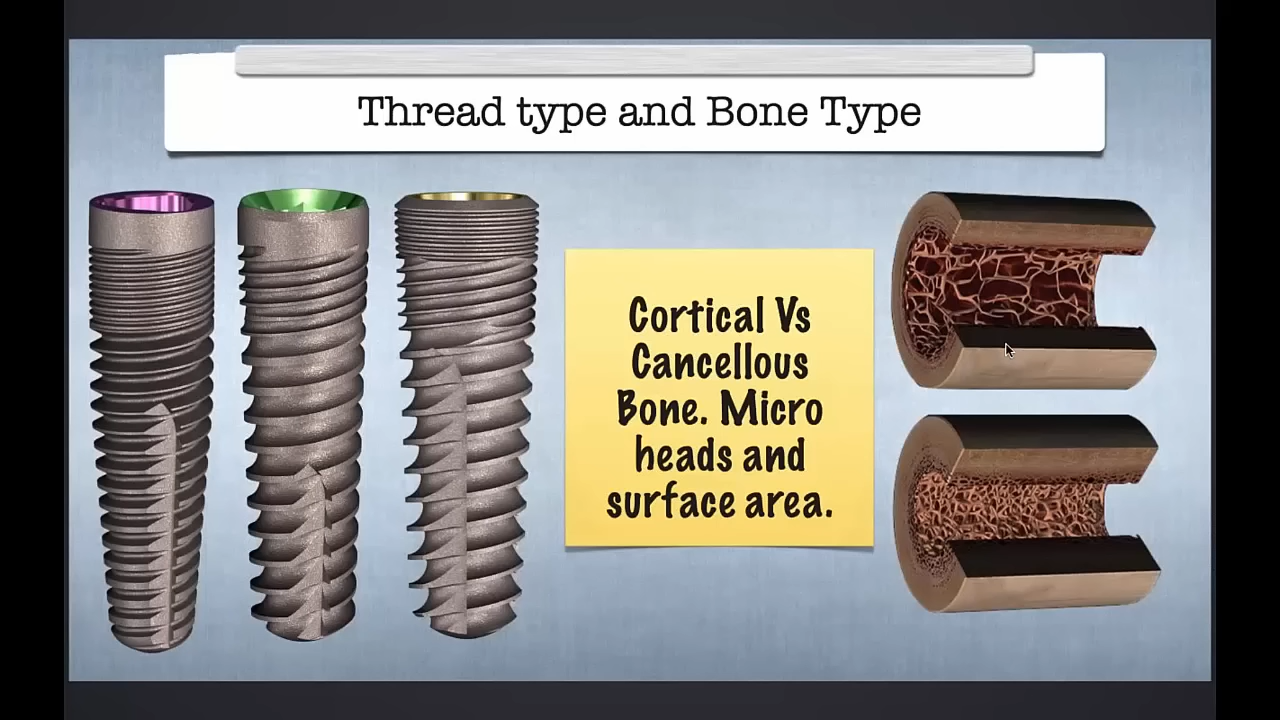 Thread type and Bone Type
Cortical Vs
Cancellous
Bone. Micro
heads and
surface area.